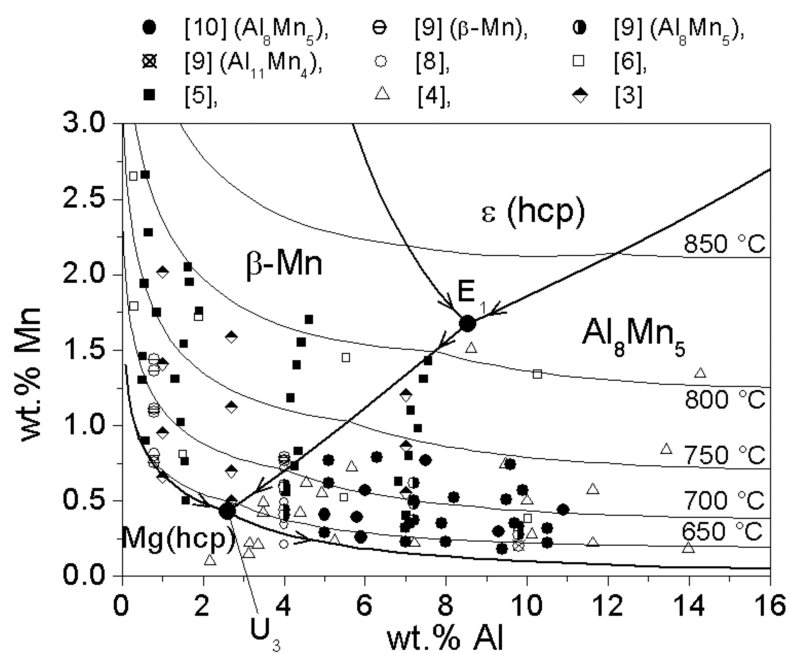 [10] (Al8Mn5), [9] (β-Mn), [9] (Al8Mn5),
[9] (Al11Mn4), [8], [6],
[5], [4], [3]
3.0
2.5
2.0
1.5
1.0
0.5
0.0
wt.% Mn
ε (hcp)
β-Mn
850 °C
E1
Al8Mn5
800 °C
750 °C
700 °C
650 °C
Mg(hcp)
0 2 4 6 8 10 12 14 16
U3
wt.% Al